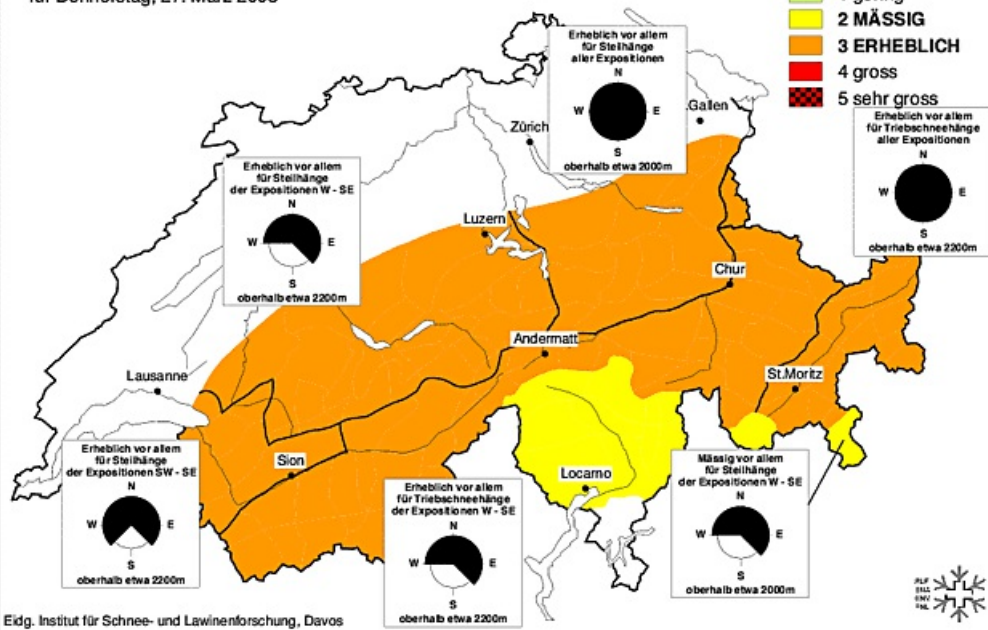 2 MÄSSIG
3 ERHEBLICH
4 gross
5 sehr gross
Erheblich vor allem
für Steilhänge
aller Expositionen
N
W E
S
oberhalb etwa 2000m
Gallen
Zürich
Erheblich vor allem
für Triebschneehänge
aller Expositionen
N
W E
S
oberhalb etwa 2200m
Erheblich vor allem
für Steilhänge
der Expositionen W - SE
N
W E
S
oberhalb etwa 2200m
Luzern
Chur
Andermatt
Lausanne
St.Moritz
Sion
Locarno
Erheblich vor allem
für Steilhänge
der Expositionen SW - SE
N
W E
S
oberhalb etwa 2200m
Erheblich vor allem
für Triebschneehänge
der Expositionen W - SE
N
W E
S
oberhalb etwa 2200m
Mässig vor allem
für Steilhänge
der Expositionen W - SE
N
W E
S
oberhalb etwa 2000m
Eidg. Institut für Schnee- und Lawinenforschung, Davos